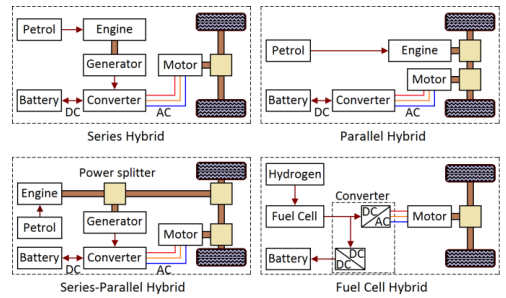 Petrol
Engine
Generator
Motor
Battery
Converter
DC
AC
Series Hybrid
Petrol
Engine
Motor
Battery
Converter
DC
AC
Parallel Hybrid
Power splitter
Engine
Petrol
Generator
Motor
Battery
Converter
DC
AC
Series-Parallel Hybrid
Hydrogen
Converter
Fuel Cell
DC
AC
Motor
Battery
DC
DC
Fuel Cell Hybrid